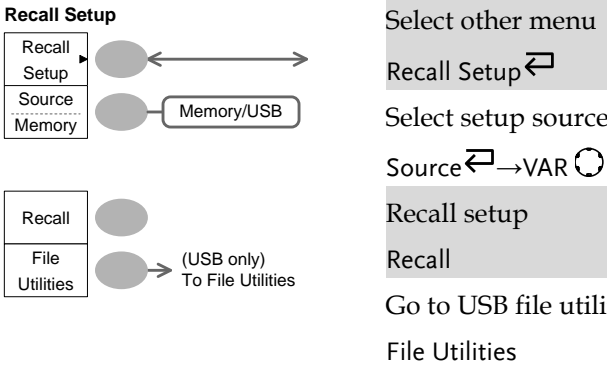 Recall Setup
Recall
Setup
Source
Memory
Memory/USB
Recall
File
Utilities
(USB only)
To File Utilities
Select other menu
Recall Setup
Select setup source
Source →VAR
Recall setup
Recall
Go to USB file
File Utilities